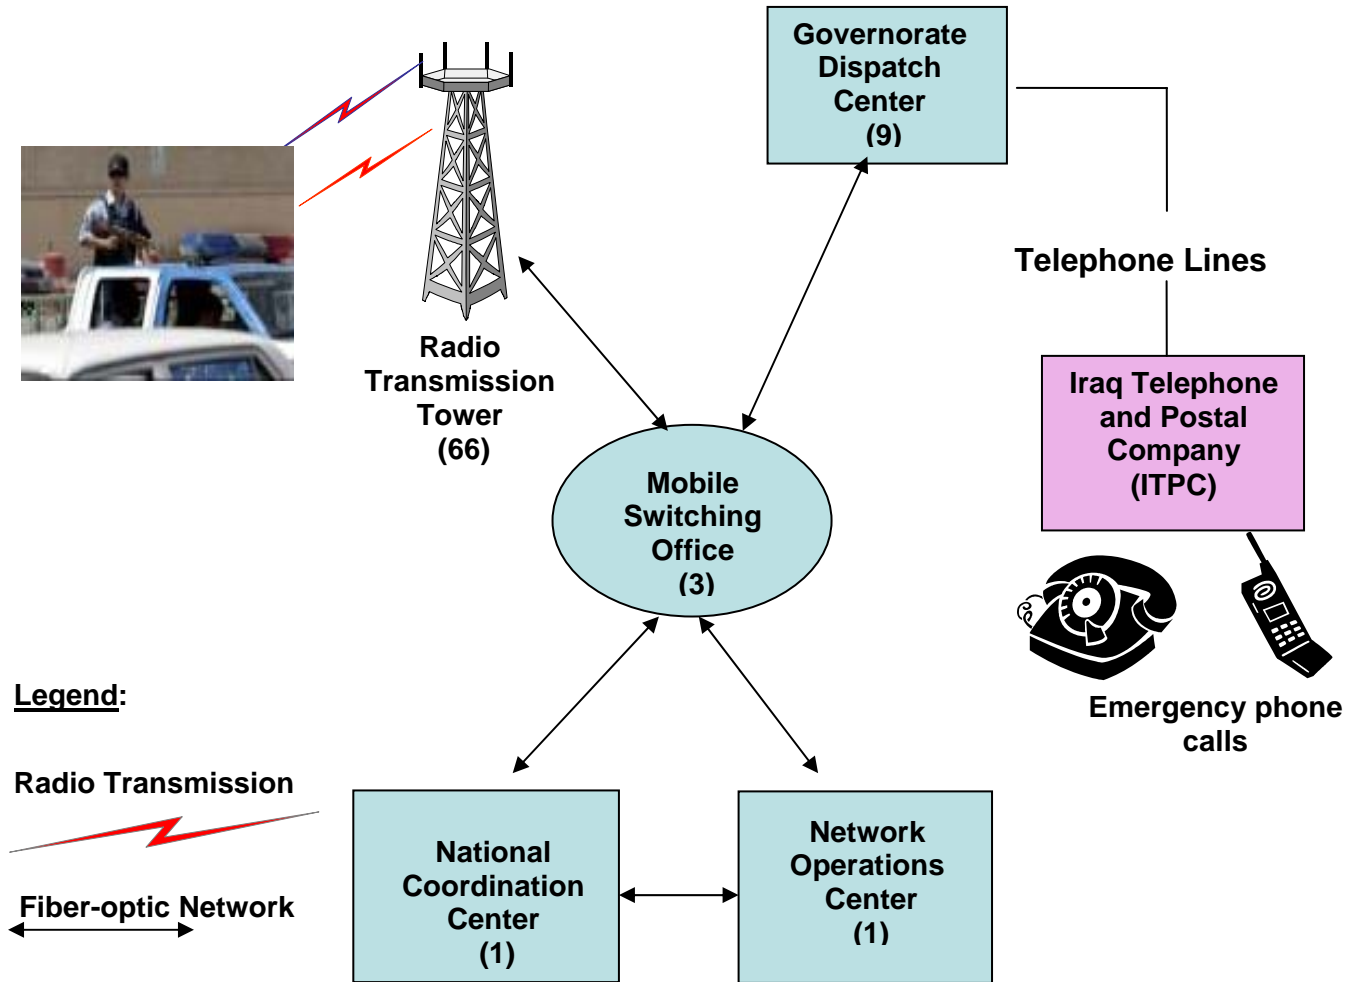 Governorate
Dispatch
Center
(9)
Telephone Lines
Radio
Transmission
Tower
(66)
Iraq Telephone
and Postal
Company
(ITPC)
Mobile
Switching
Office
(3)
Emergency phone
calls
Legend:
Radio Transmission
Fiber-optic Network
National
Coordination
Center
(1)
Network
Operations
Center
(1)